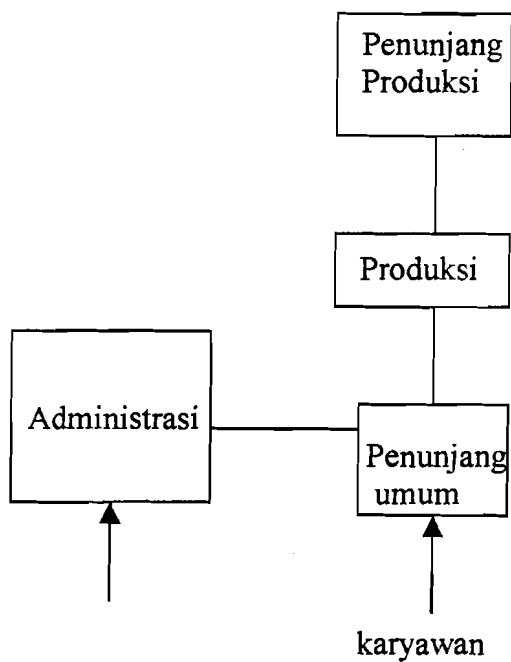 Penunjang
Produksi
Produksi
Administrasi
Penunjang
umum
karyawan